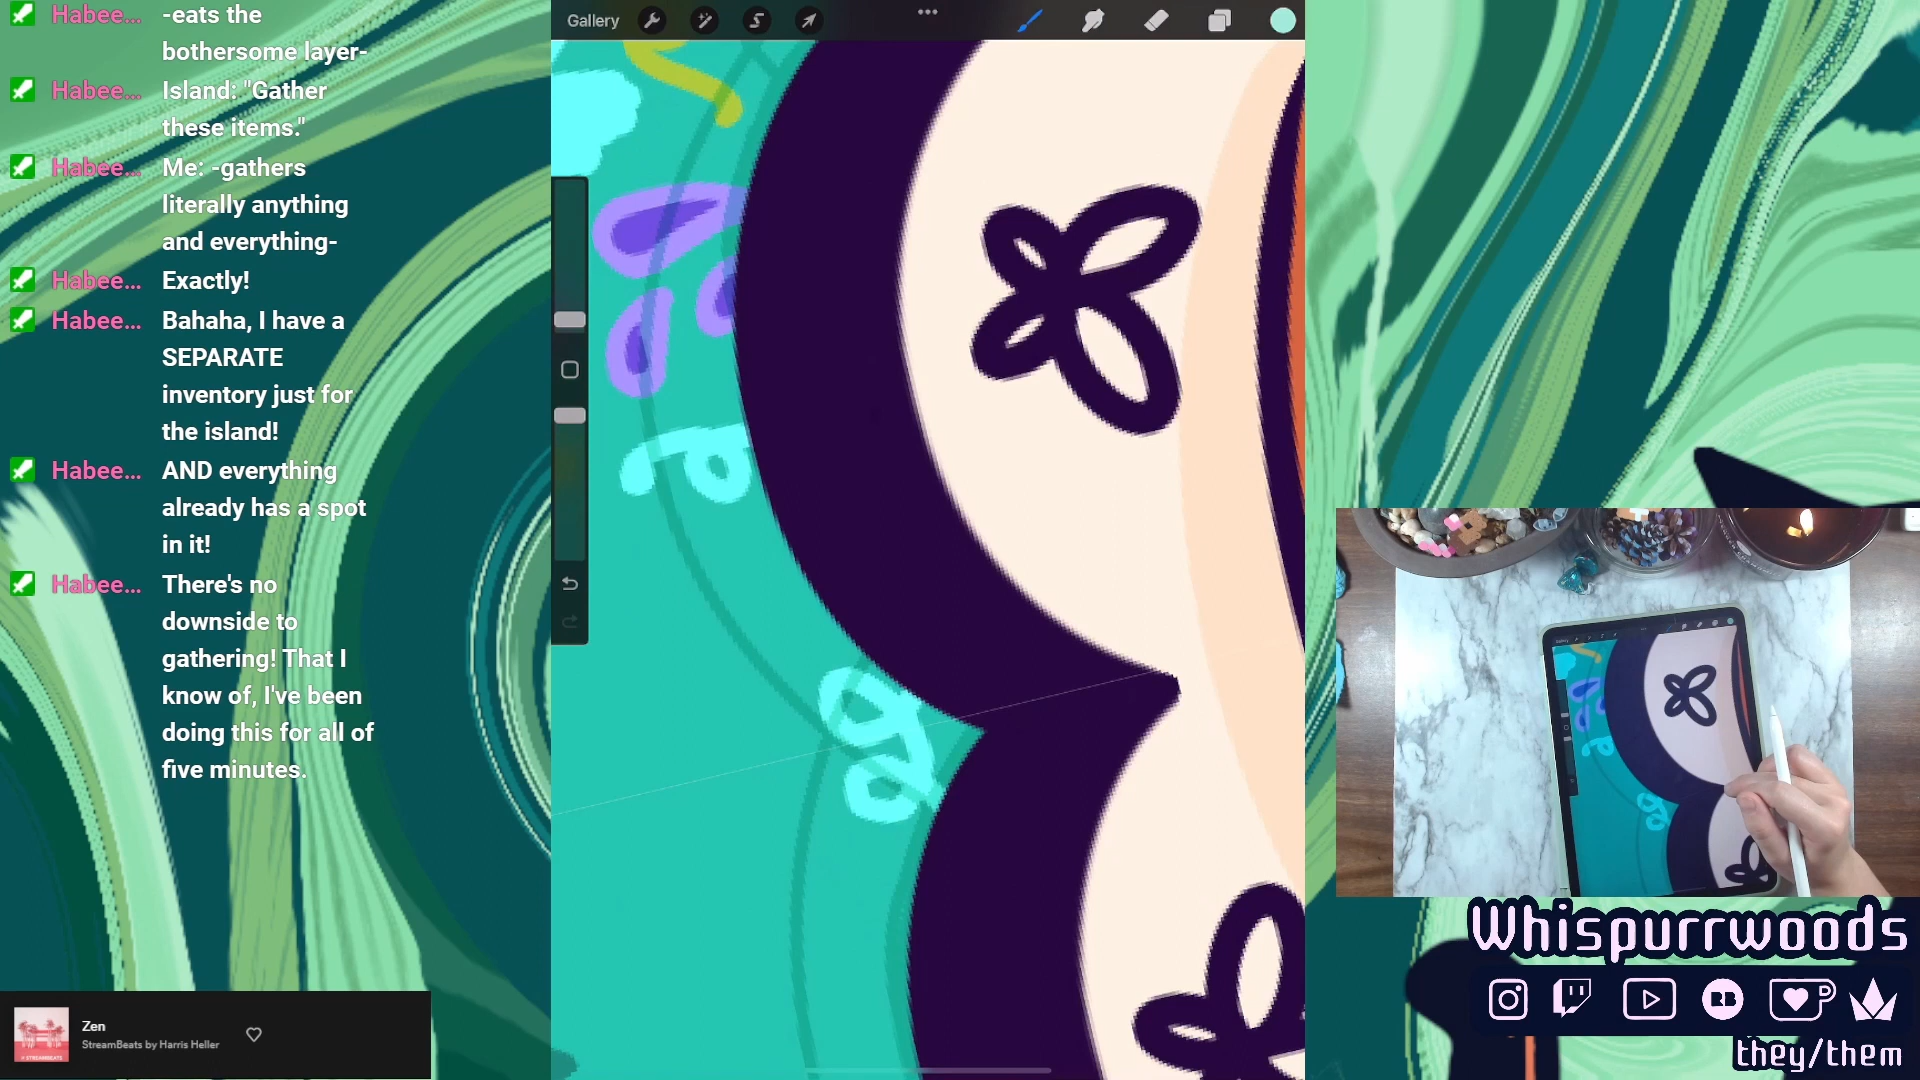 Habee... -eats the
bothersome layer-
Habee... Island: "Gather
these items."
Habee... Me: -gathers
literally anything
and everything-
Habee... Exactly!
Habee... Bahaha, I have a
SEPARATE
inventory just for
the island!
Habee... AND everything
already has a spot
in it!
Habee... There's no
downside to
gathering! That I
know of, I've been
doing this for all of
five minutes.
Zen
StreamBeats by Harris Heller
Gallery
Whispurrwoods
RB
they/them